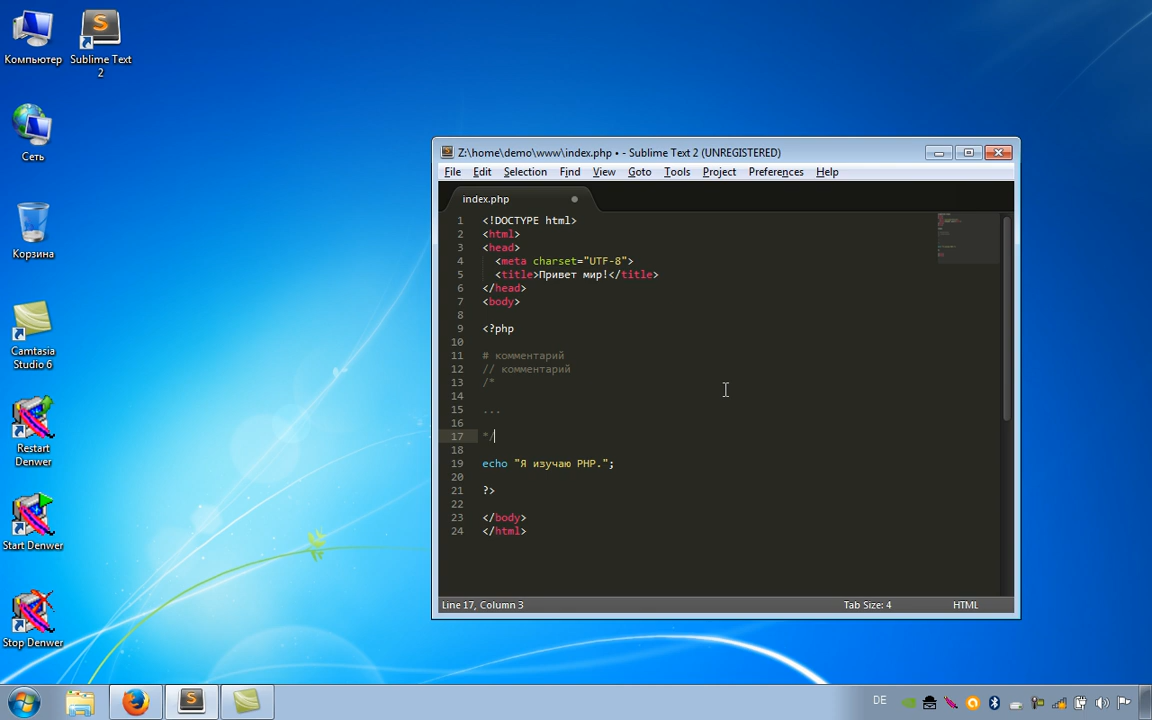 Компьютер
Sublime Text
2
Сеть
Корзина
Camtasia
Studio 6
Restart
Denwer
Start Denwer
Stop Denwer
Z:\home\demo\www\index.php • - Sublime Text 2 (UNREGISTERED)
File Edit Selection Find View Goto Tools Project Preferences Help
index.php
1 <!DOCTYPE html>
2 <html>
3 <head>
4 <meta charset="UTF-8">
5 <title>Привет мир!</title>
6 </head>
7 <body>
8
9 <?php
10
11 # комментарий
12 // комментарий
13 /*
14
15 ...
16
17 */
18
19 echo "Я изучаю PHP.";
20
21 ?>
22
23 </body>
24 </html>
Line 17, Column 3 Tab Size: 4 HTML
DE